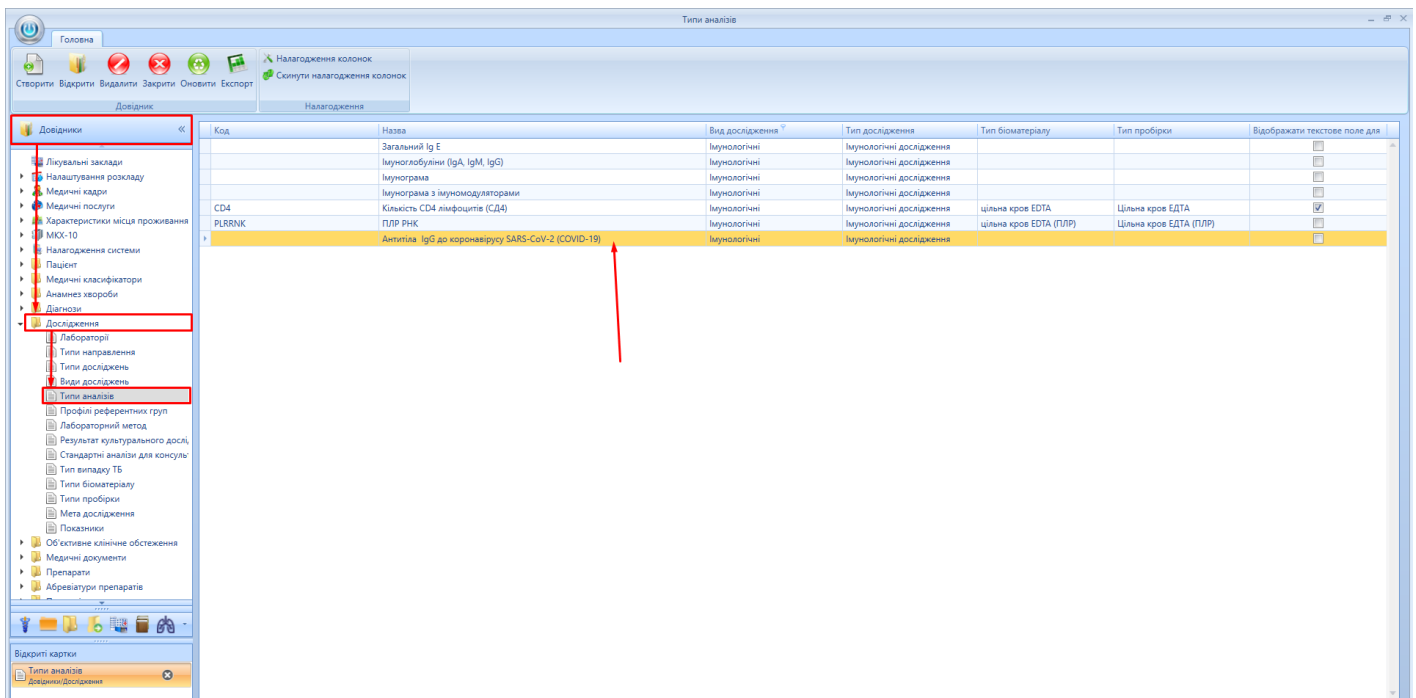 Типи аналізів
Головна
Створити Відкрити Видалити Закрити Оновити Експорт
Налагодження колонок
Скинути налагодження колонок
Довідник
Налагодження
Довідники
Лікувальні заклади
Налаштування розкладу
Медичні кадри
Медичні послуги
Характеристики місця проживання
МКХ-10
Налагодження системи
Пацієнт
Медичні класифікатори
Анамнез хвороби
Діагнози
Дослідження
Лабораторії
Типи направлення
Типи досліджень
Види досліджень
Типи аналізів
Профілі референтних груп
Лабораторний метод
Результат культурального дослі,
Стандартні аналізи для консуль
Тип випадку ТБ
Типи біоматеріалу
Типи пробірки
Мета дослідження
Показники
Об'єктивне клінічне обстеження
Медичні документи
Препарати
Абревіатури препаратів
Відкриті картки
Типи аналізів
Довідники/Дослідження
Код Назва Вид дослідження Тип дослідження Тип біоматеріалу Тип пробірки Відображати текстове поле для
Загальний Ig E Імунологічні Імунологічні дослідження
Імуноглобуліни (IgA, IgM, IgG) Імунологічні Імунологічні дослідження
Імунограма Імунологічні Імунологічні дослідження
Імунограма з імуномодуляторами Імунологічні Імунологічні дослідження
CD4 Кількість CD4 лімфоцитів (СД4) Імунологічні Імунологічні дослідження цільна кров EDTA Цільна кров ЕДТА
PLRRNK ПЛР РНК Імунологічні Імунологічні дослідження цільна кров EDTA (ПЛР) Цільна кров ЕДТА (ПЛР)
Антитіла IgG до коронавірусу SARS-CoV-2 (COVID-19) Імунологічні Імунологічні дослідження